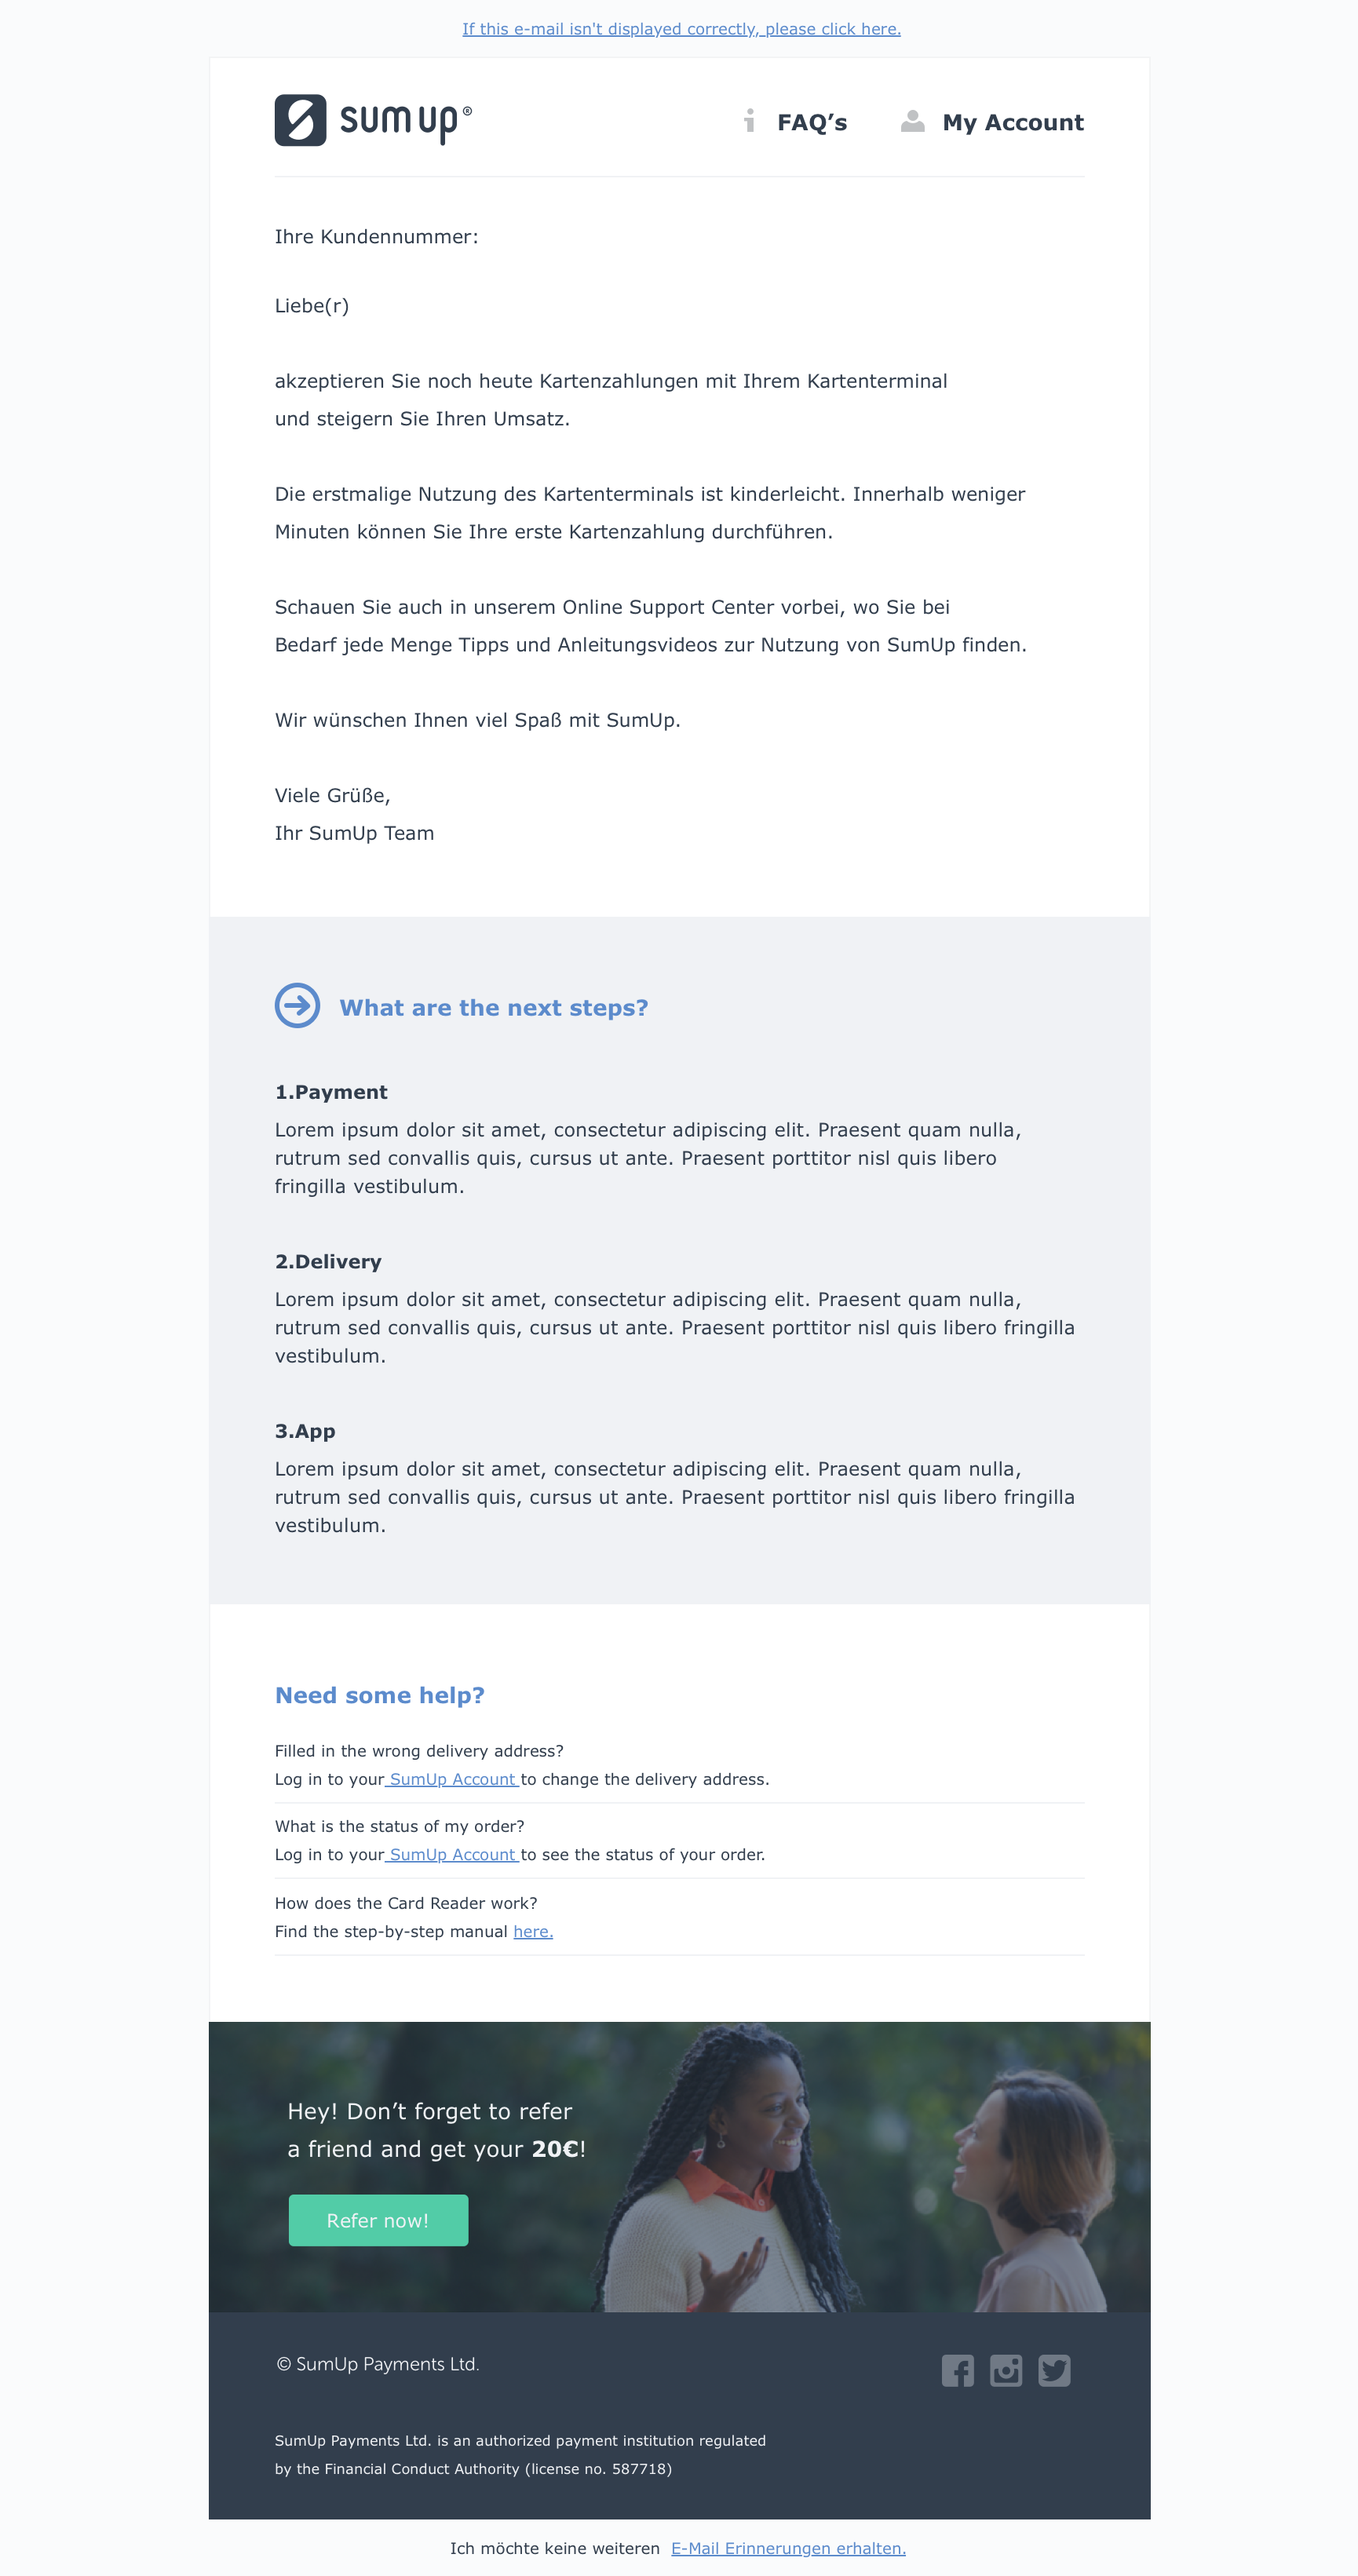 If this e-mail isn't displayed correctly, please click here.
sumup®
FAQ’s
My Account
Ihre Kundennummer:
Liebe(r)
akzeptieren Sie noch heute Kartenzahlungen mit Ihrem Kartenterminal
und steigern Sie Ihren Umsatz.
Die erstmalige Nutzung des Kartenterminals ist kinderleicht. Innerhalb weniger
Minuten können Sie Ihre erste Kartenzahlung durchführen.
Schauen Sie auch in unserem Online Support Center vorbei, wo Sie bei
Bedarf jede Menge Tipps und Anleitungsvideos zur Nutzung von SumUp finden.
Wir wünschen Ihnen viel Spaß mit SumUp.
Viele Grüße,
Ihr SumUp Team
What are the next steps?
1.Payment
Lorem ipsum dolor sit amet, consectetur adipiscing elit. Praesent quam nulla,
rutrum sed convallis quis, cursus ut ante. Praesent porttitor nisl quis libero
fringilla vestibulum.
2.Delivery
Lorem ipsum dolor sit amet, consectetur adipiscing elit. Praesent quam nulla,
rutrum sed convallis quis, cursus ut ante. Praesent porttitor nisl quis libero fringilla
vestibulum.
3.App
Lorem ipsum dolor sit amet, consectetur adipiscing elit. Praesent quam nulla,
rutrum sed convallis quis, cursus ut ante. Praesent porttitor nisl quis libero fringilla
vestibulum.
Need some help?
Filled in the wrong delivery address?
Log in to your SumUp Account to change the delivery address.
What is the status of my order?
Log in to your SumUp Account to see the status of your order.
How does the Card Reader work?
Find the step-by-step manual here.
Hey! Don’t forget to refer
a friend and get your 20€!
Refer now!
© SumUp Payments Ltd.
SumUp Payments Ltd. is an authorized payment institution regulated
by the Financial Conduct Authority (license no. 587718)
Ich möchte keine weiteren E-Mail Erinnerungen erhalten.